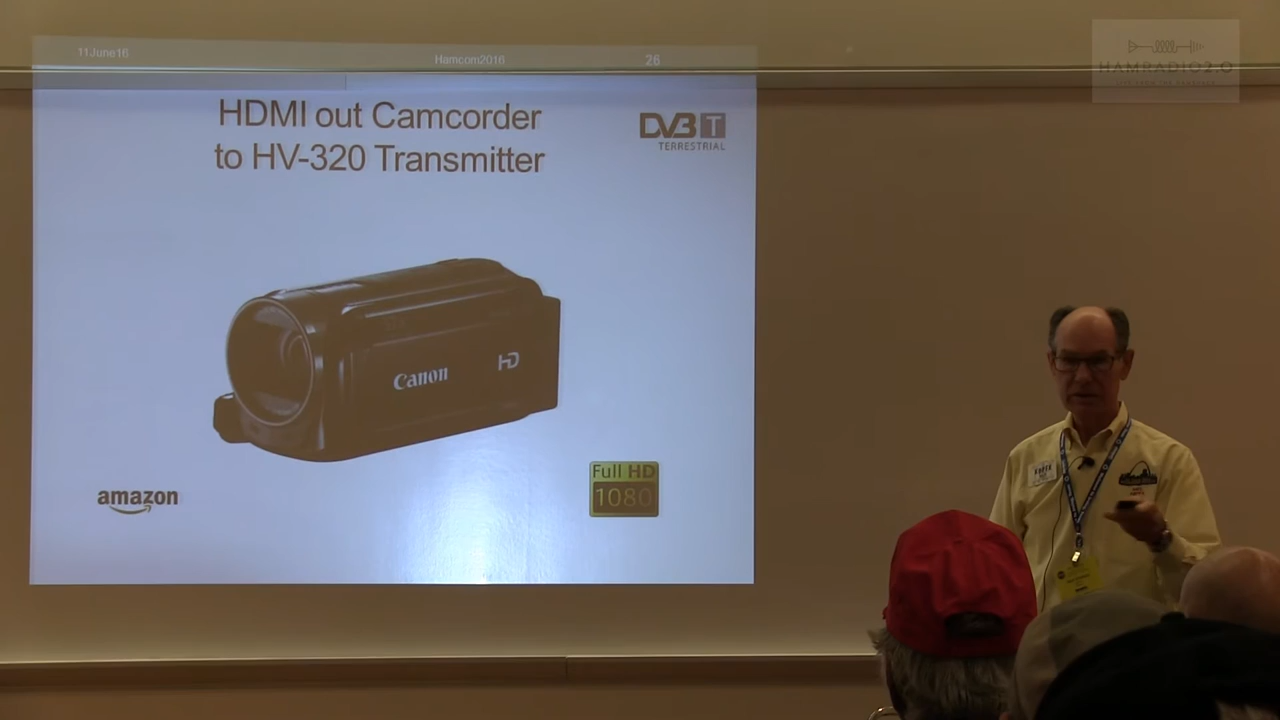 11June16
Hamcom2016
26
HAMRADIO2.0
HDMI out Camcorder
to HV-320 Transmitter
DVB T
TERRESTRIAL
Canon
HD
amazon
Full HD
1080